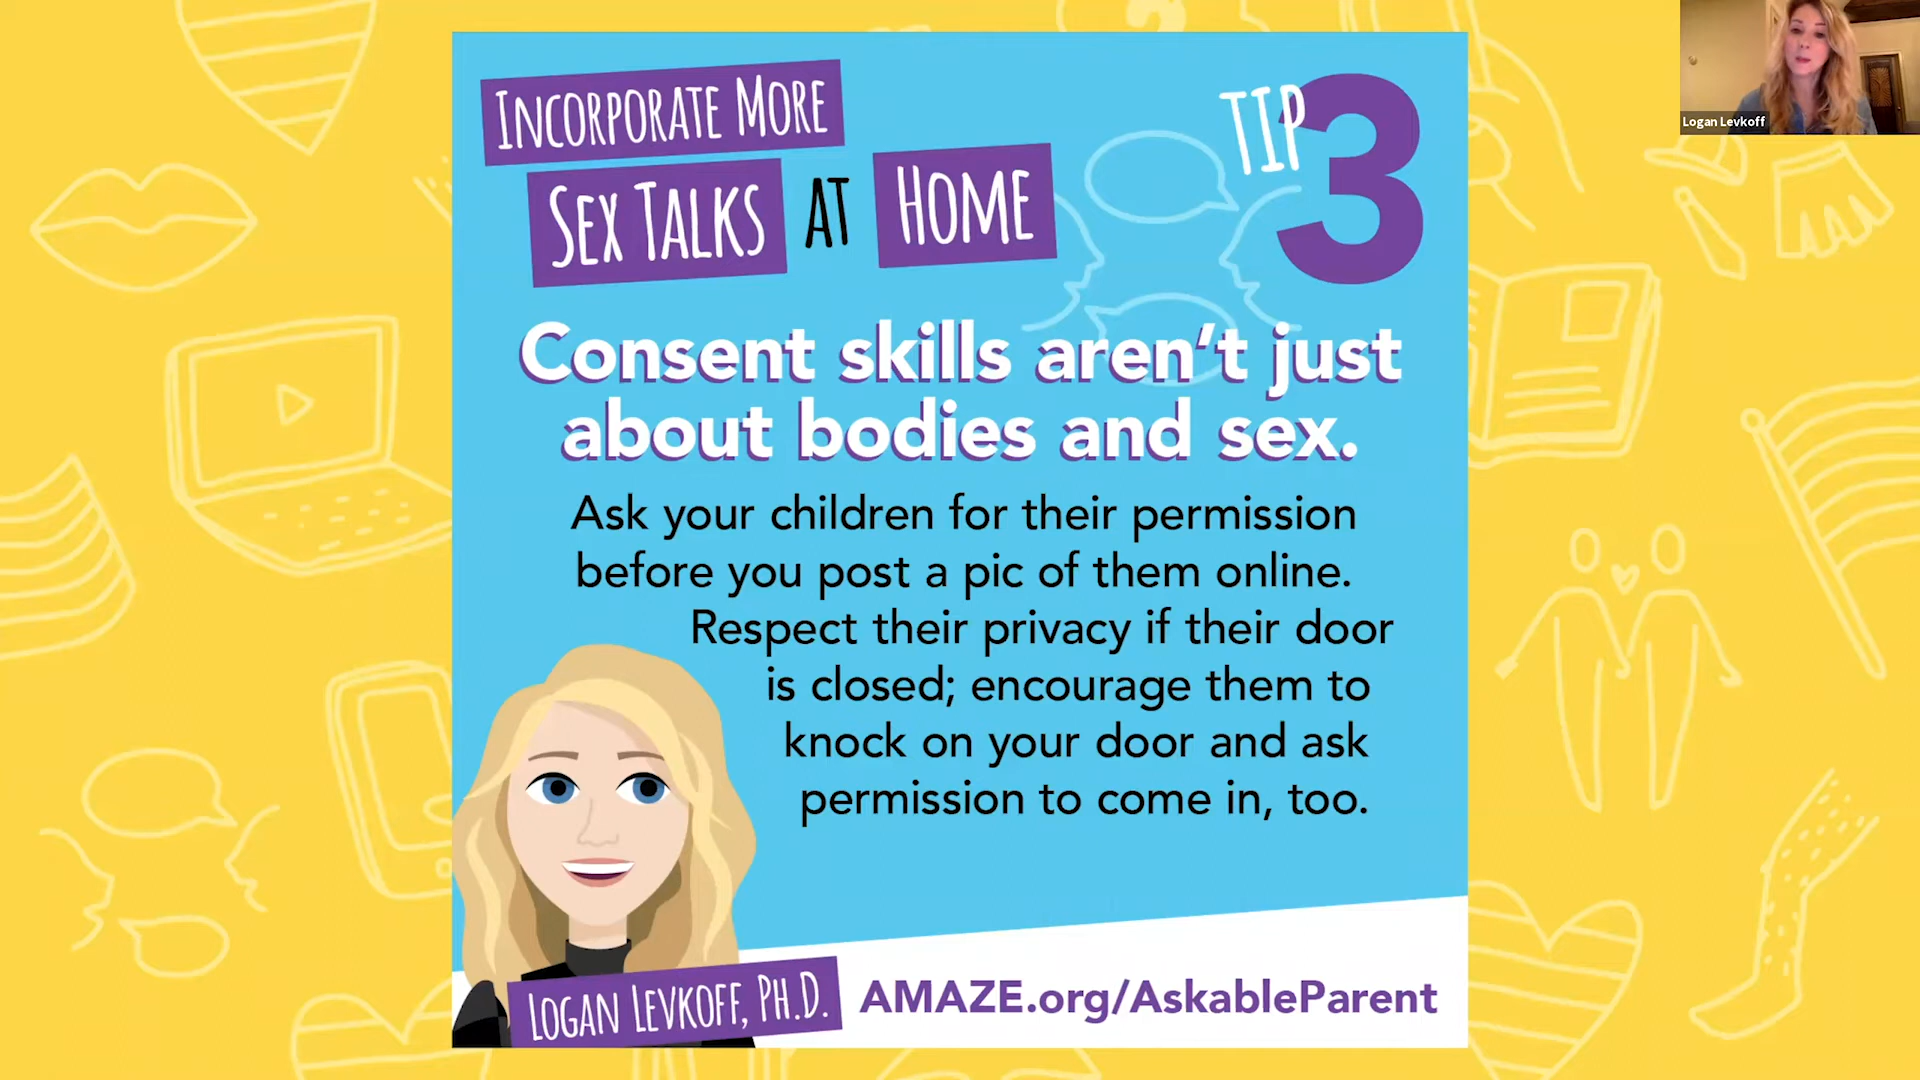 Incorporate More
Sex Talks at Home
TIP 3
Consent skills aren't just
about bodies and sex.
Ask your children for their permission
before you post a pic of them online.
Respect their privacy if their door
is closed; encourage them to
knock on your door and ask
permission to come in, too.
Logan Levkoff, Ph.D.
AMAZE.org/AskableParent
Logan Levkoff